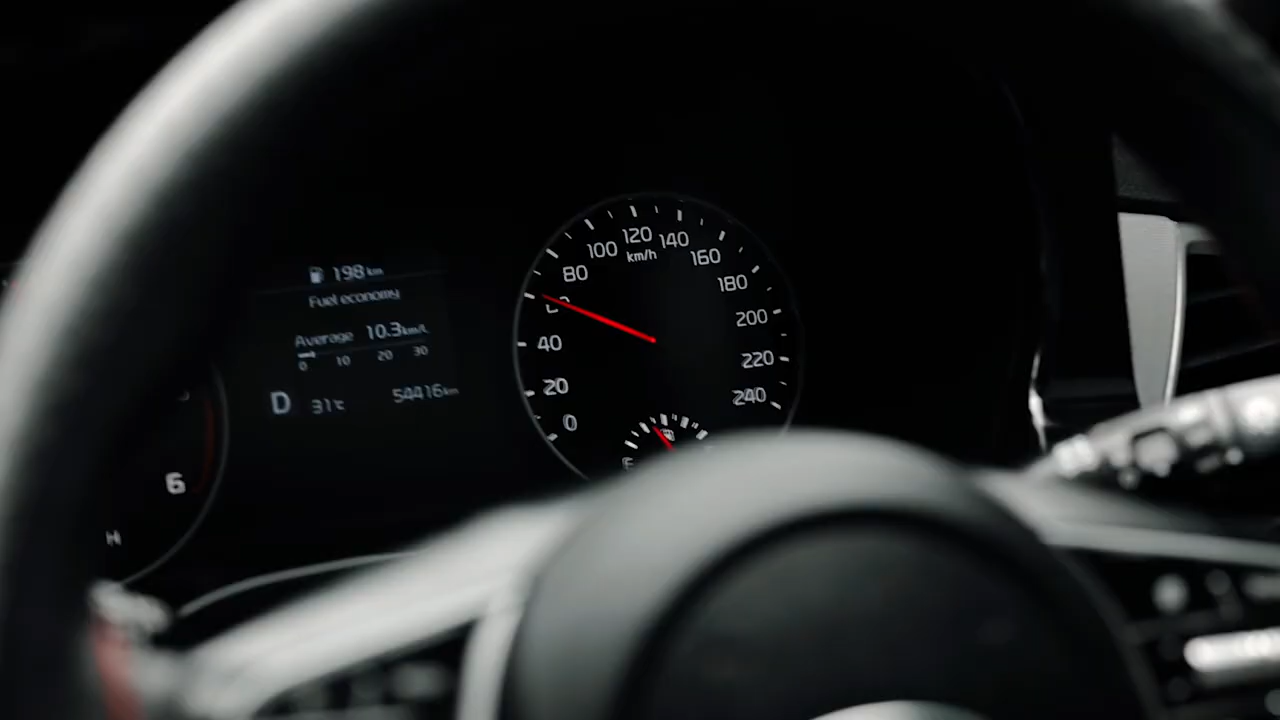 198 km
Fuel economy
Average 10.3 km/L
0 10 20 30
D 31°C 54416 km
6
H
0
20
40
80
100
120
140
160
180
200
220
240
km/h
E